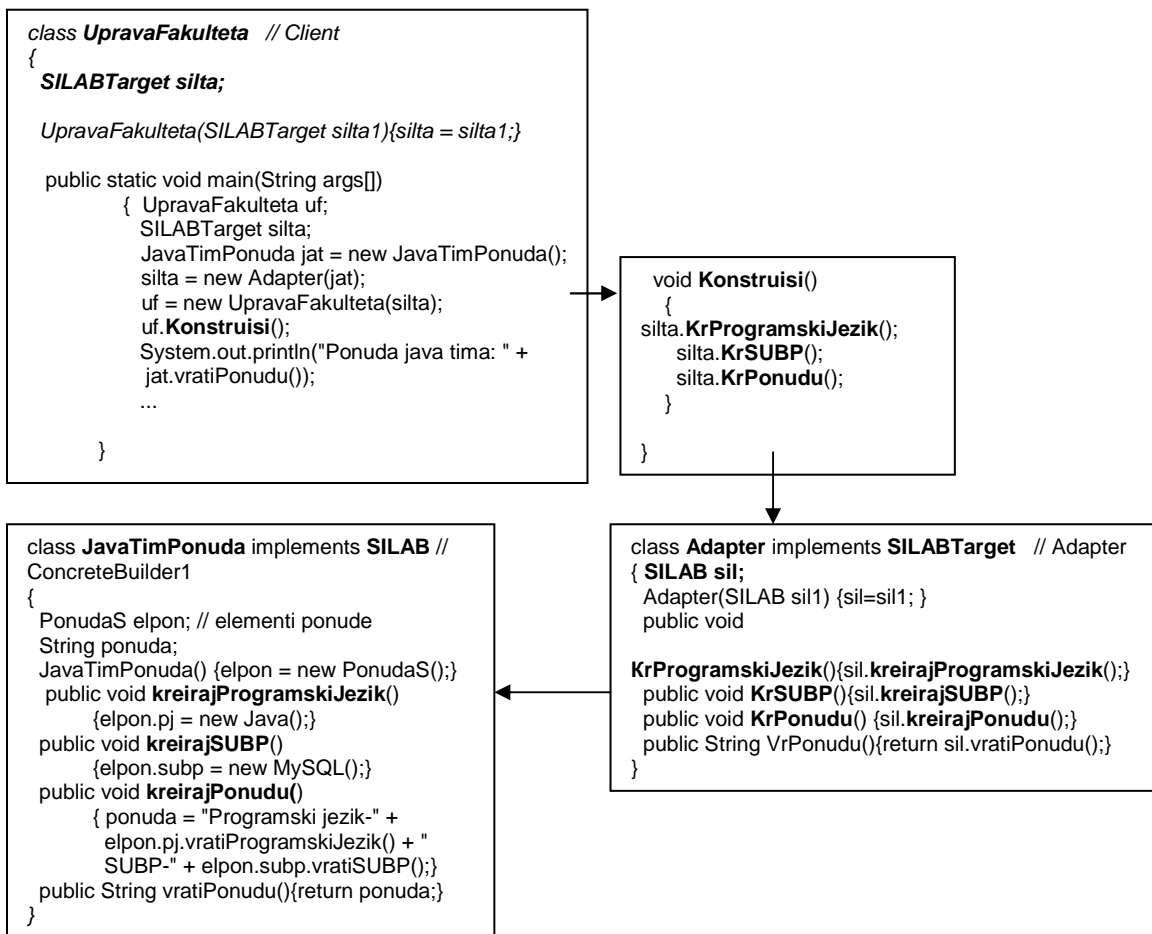 class UpravaFakulteta // Client
{
SILABTarget silta;
UpravaFakulteta(SILABTarget silta1){silta = silta1;}
public static void main(String args[])
{ UpravaFakulteta uf;
SILABTarget silta;
JavaTimPonuda jat = new JavaTimPonuda();
silta = new Adapter(jat);
uf = new UpravaFakulteta(silta);
uf.Konstruisi();
System.out.println("Ponuda java tima: " +
jat.vratiPonudu());
...
}
void Konstruisi()
{
silta.KrProgramskiJezik();
silta.KrSUBP();
silta.KrPonudu();
}
}
class JavaTimPonuda implements SILAB //
ConcreteBuilder1
{
PonudaS elpon; // elementi ponude
String ponuda;
JavaTimPonuda() {elpon = new PonudaS();}
public void kreirajProgramskiJezik()
{elpon.pj = new Java();}
public void kreirajSUBP()
{elpon.subp = new MySQL();}
public void kreirajPonudu()
{ ponuda = "Programski jezik-" +
elpon.pj.vratiProgramskiJezik() + "
SUBP-" + elpon.subp.vratiSUBP();}
public String vratiPonudu(){return ponuda;}
}
class Adapter implements SILABTarget // Adapter
{ SILAB sil;
Adapter(SILAB sil1) {sil=sil1; }
public void
KrProgramskiJezik(){sil.kreirajProgramskiJezik();}
public void KrSUBP(){sil.kreirajSUBP();}
public void KrPonudu() {sil.kreirajPonudu();}
public String VrPonudu(){return sil.vratiPonudu();}
}